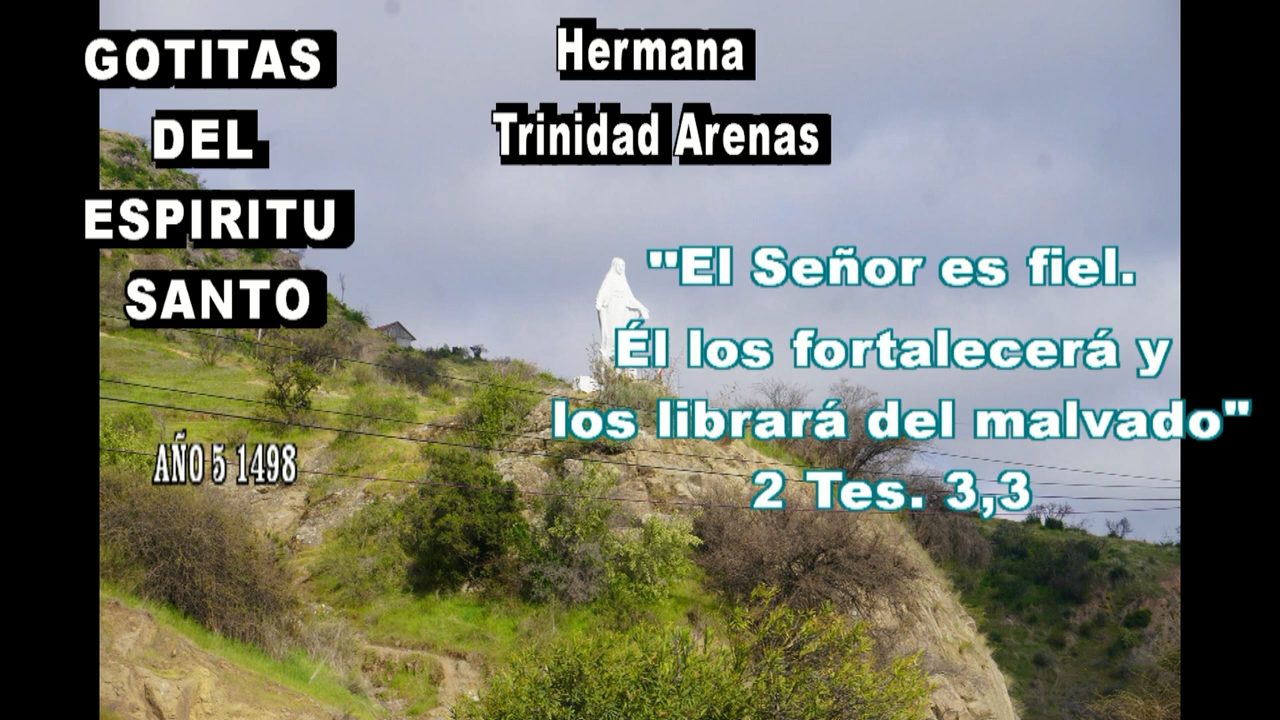 GOTITAS
DEL
ESPIRITU
SANTO
Hermana
Trinidad Arenas
"El Señor es fiel.
Él los fortalecerá y
los librará del malvado"
2 Tes. 3,3
AÑO 5 1498